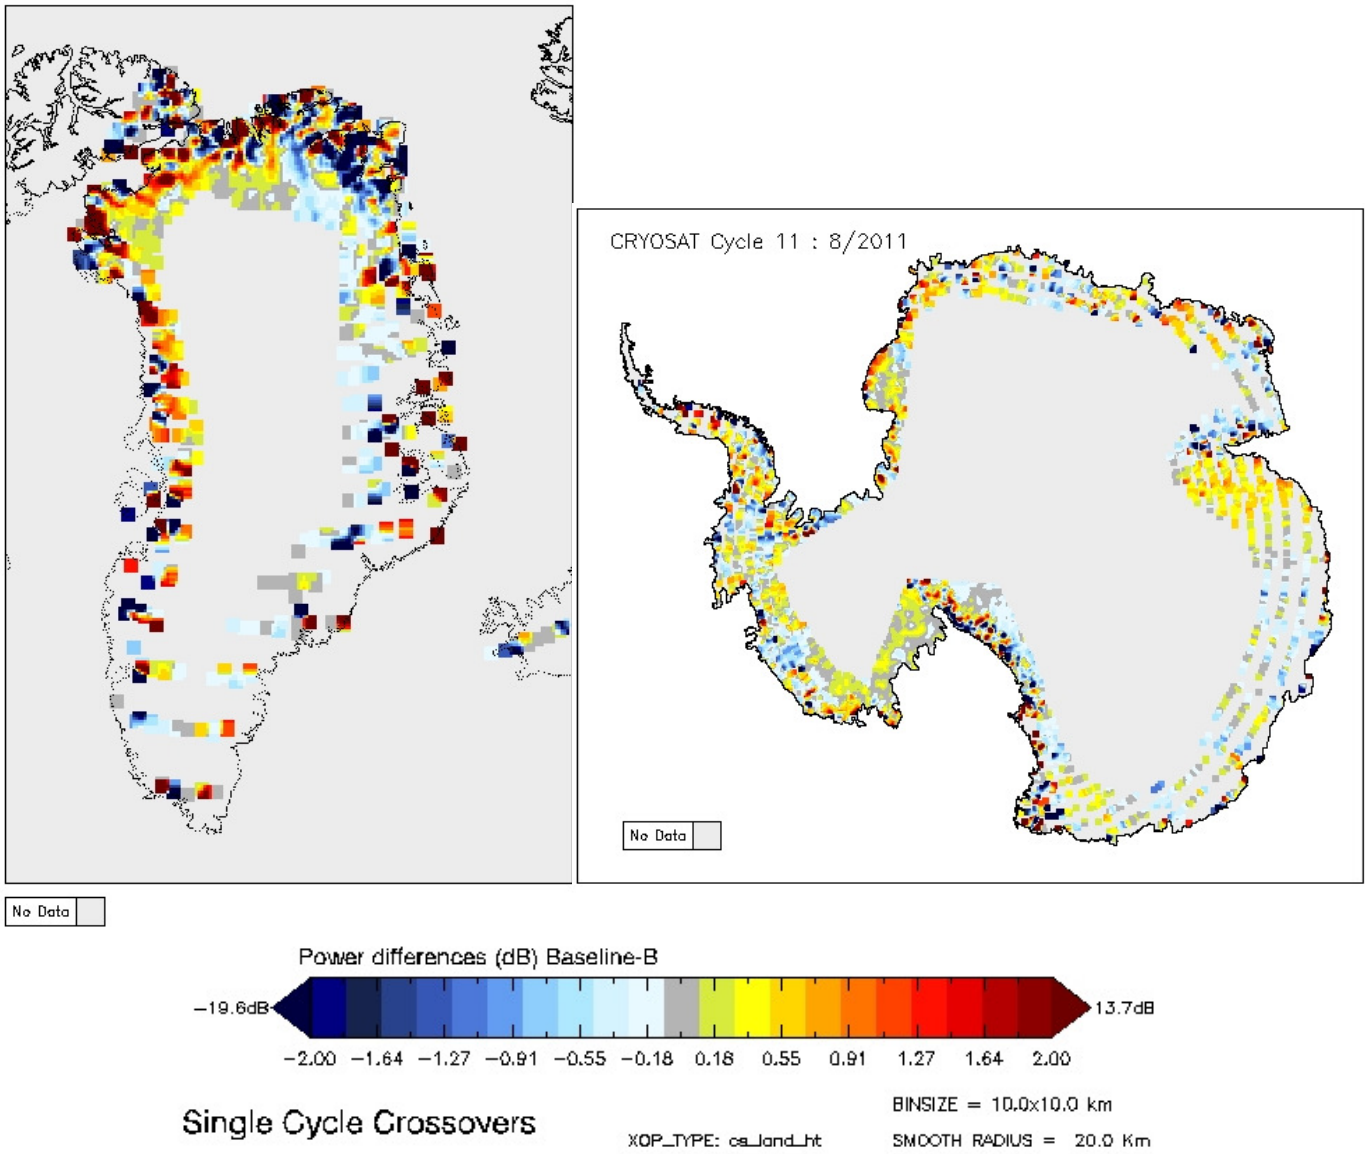 CRYOSAT Cycle 11 : 8/2011
No Data
No Data
Power differences (dB) Baseline-B
−19.6dB
13.7dB
−2.00 −1.64 −1.27 −0.91 −0.55 −0.18 0.18 0.55 0.91 1.27 1.64 2.00
Single Cycle Crossovers
BINSIZE = 10.0x10.0 km
XOP_TYPE: cs_land_ht
SMOOTH RADIUS = 20.0 Km